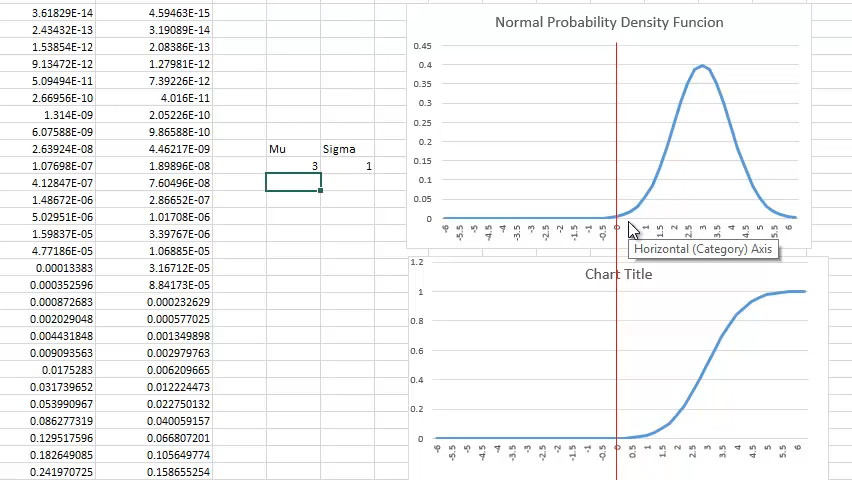 3.61829E-14 4.59463E-15
2.43432E-13 3.19089E-14
1.53854E-12 2.08386E-13
9.13472E-12 1.27981E-12
5.09491E-11 7.39226E-12
2.66956E-10 4.016E-11
1.314E-09 2.05226E-10
6.07588E-09 9.86588E-10
2.63924E-08 4.46217E-09 Mu Sigma
1.07698E-07 1.89896E-08 3 1
4.12847E-07 7.60496E-08
1.48672E-06 2.86652E-07
5.02951E-06 1.01708E-06
1.59837E-05 3.39767E-06
4.77186E-05 1.06885E-05
0.00013383 3.16712E-05
0.000352596 8.84173E-05
0.000872683 0.000232629
0.002029048 0.000577025
0.004431848 0.001349898
0.009093563 0.002979763
0.0175283 0.006209665
0.031739652 0.012224473
0.053990967 0.022750132
0.086277319 0.040059157
0.129517596 0.066807201
0.182649085 0.105649774
0.241970725 0.158655254
Normal Probability Density Funcion
0.45
0.4
0.35
0.3
0.25
0.2
0.15
0.1
0.05
0
-6 -5.5 -5 -4.5 -4 -3.5 -3 -2.5 -2 -1.5 -1 -0.5 0 1 1.5 2 2.5 3 3.5 4 4.5 5 5.5 6
Horizontal (Category) Axis
Chart Title
1.2
1
0.8
0.6
0.4
0.2
0
-6 -5.5 -5 -4.5 -4 -3.5 -3 -2.5 -2 -1.5 -1 -0.5 0 0.5 1 1.5 2 2.5 3 3.5 4 4.5 5 5.5 6